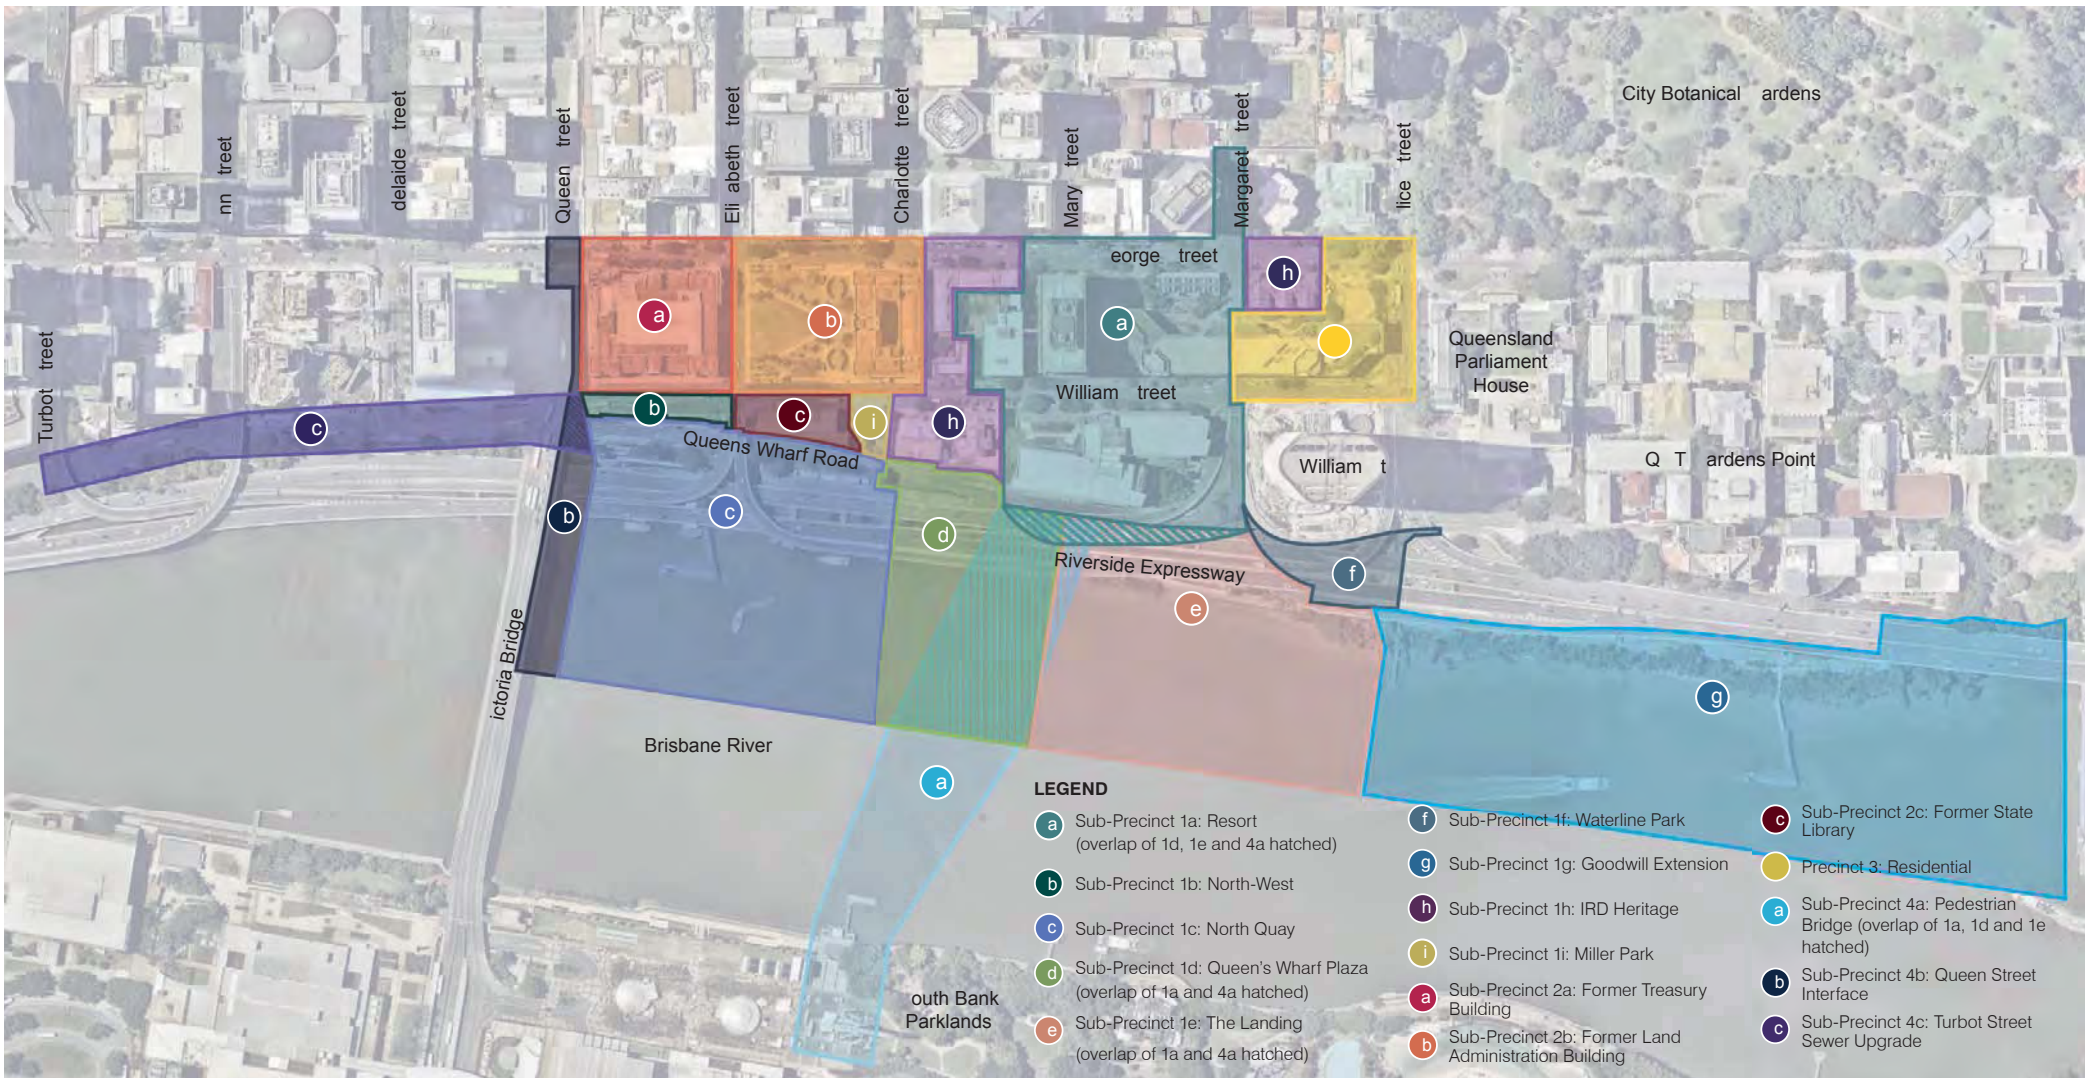 City Botanical ardens
nn treet
delaide treet
Queen treet
Eli abeth treet
Charlotte treet
Mary treet
Margaret treet
lice treet
Turbot treet
eorge treet
h
a
b
a
Queensland
Parliament
House
William treet
b
c
i
h
c
Queens Wharf Road
William t
Q T ardens Point
b
c
d
Riverside Expressway
f
e
ictoria Bridge
g
Brisbane River
a
outh Bank
Parklands
LEGEND
a Sub-Precinct 1a: Resort
(overlap of 1d, 1e and 4a hatched)
b Sub-Precinct 1b: North-West
c Sub-Precinct 1c: North Quay
d Sub-Precinct 1d: Queen's Wharf Plaza
(overlap of 1a and 4a hatched)
e Sub-Precinct 1e: The Landing
(overlap of 1a and 4a hatched)
f Sub-Precinct 1f: Waterline Park
g Sub-Precinct 1g: Goodwill Extension
h Sub-Precinct 1h: IRD Heritage
i Sub-Precinct 1i: Miller Park
a Sub-Precinct 2a: Former Treasury
Building
b Sub-Precinct 2b: Former Land
Administration Building
c Sub-Precinct 2c: Former State
Library
Precinct 3: Residential
a Sub-Precinct 4a: Pedestrian
Bridge (overlap of 1a, 1d and 1e
hatched)
b Sub-Precinct 4b: Queen Street
Interface
c Sub-Precinct 4c: Turbot Street
Sewer Upgrade